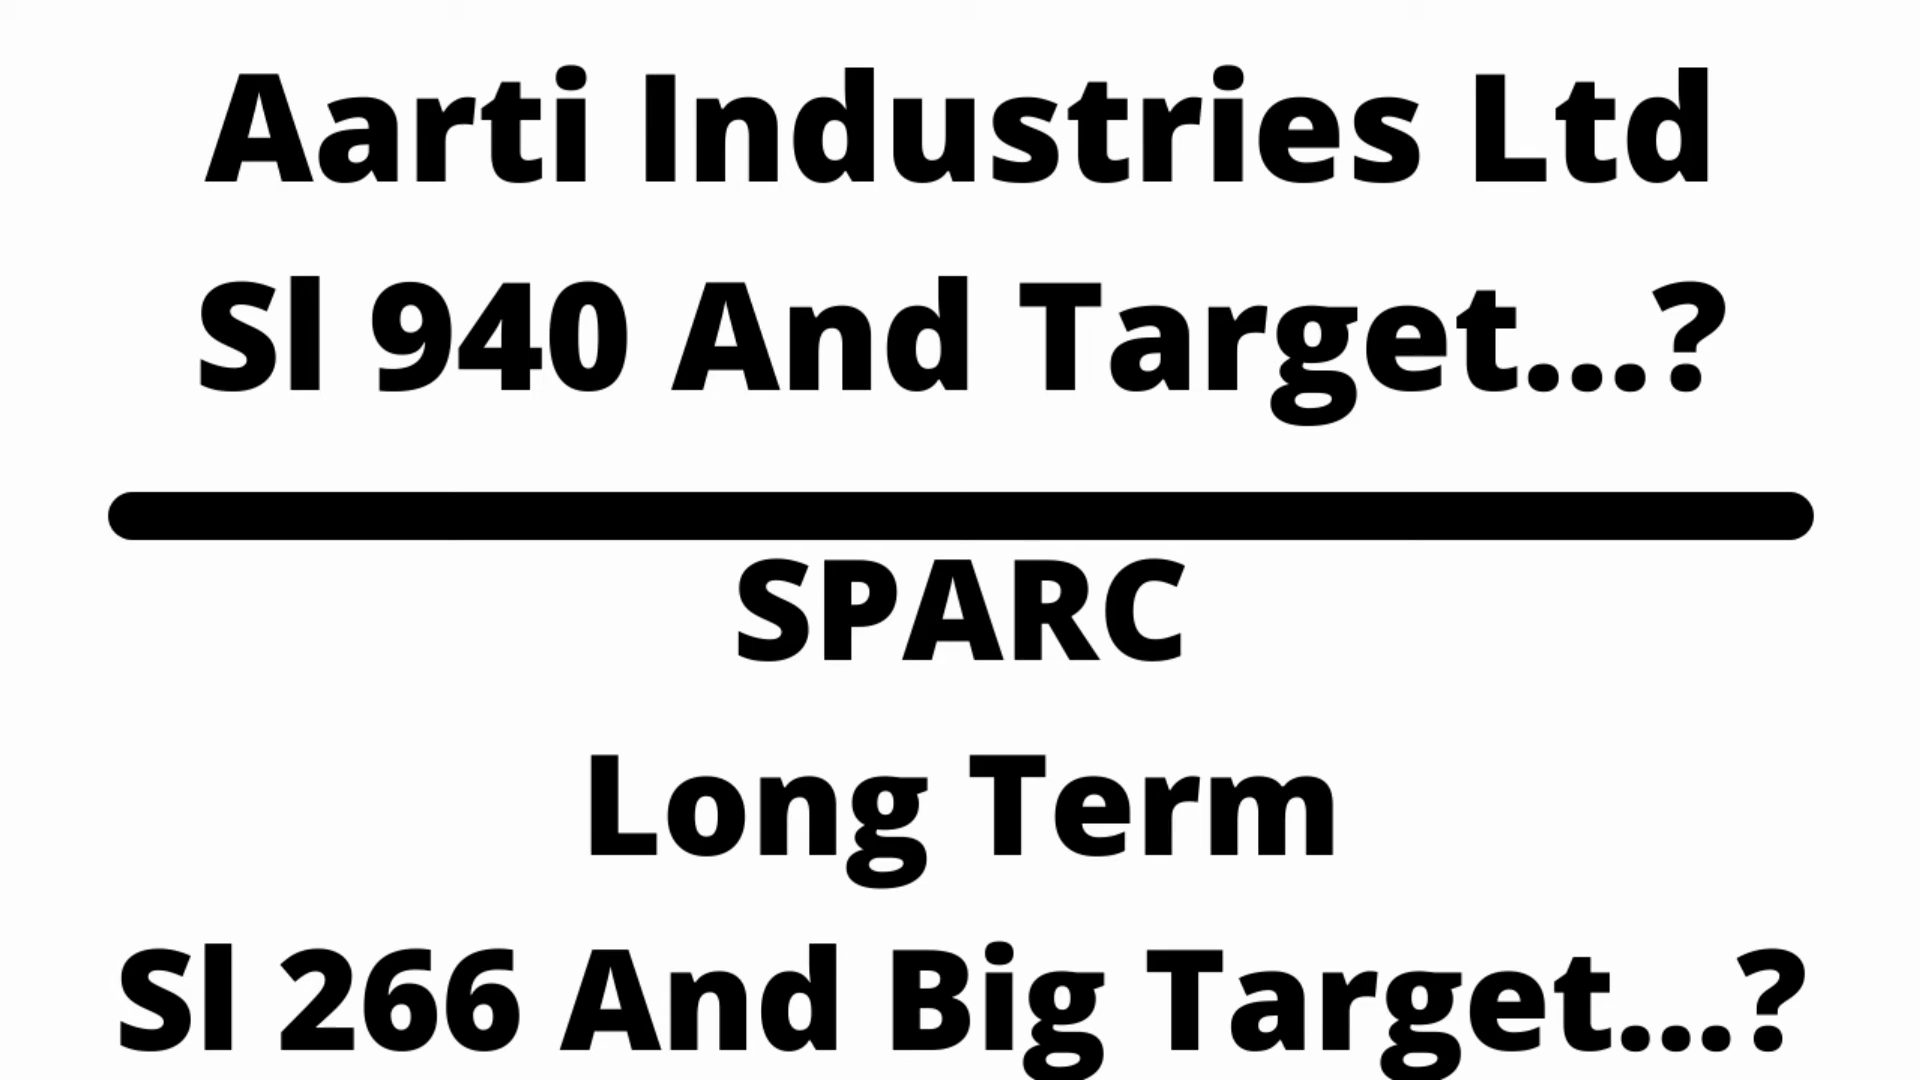 Aarti Industries Ltd
Sl 940 And Target...?
SPARC
Long Term
Sl 266 And Big Target...?